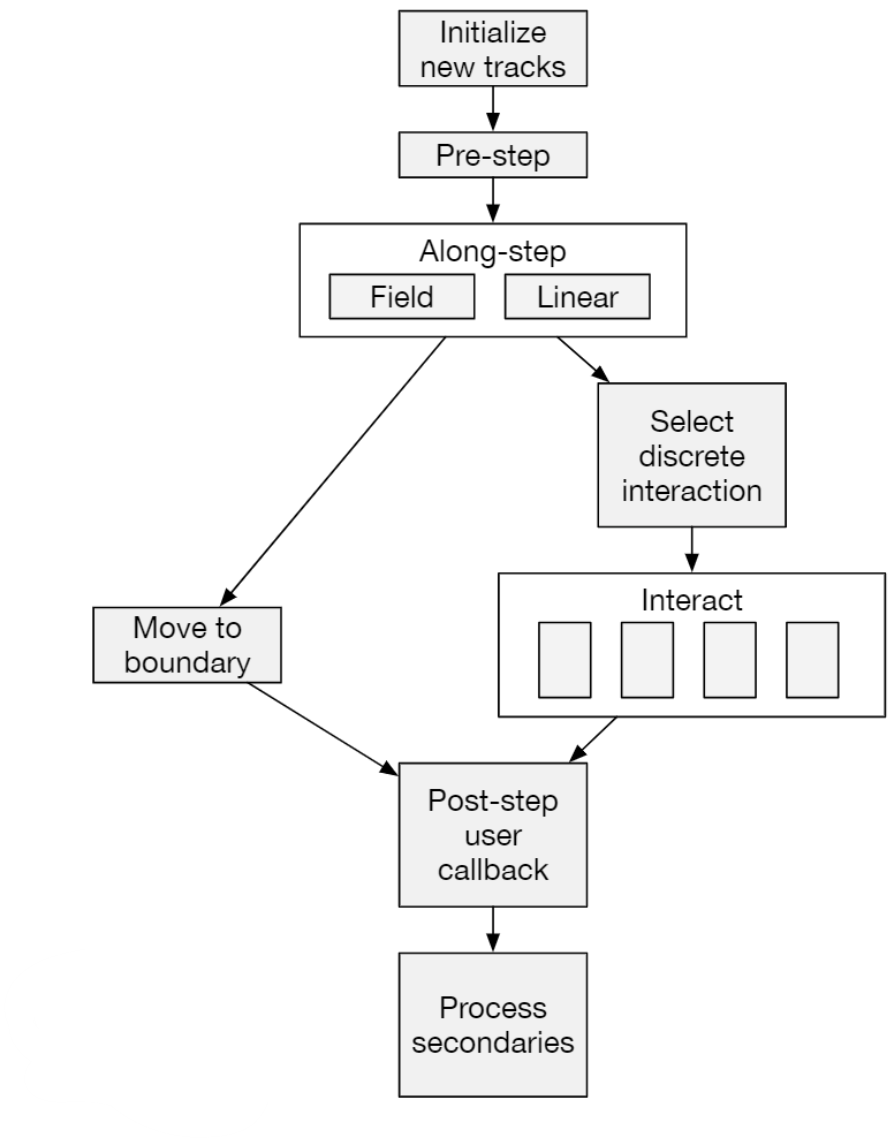 Initialize
new tracks
Pre-step
Along-step
Field
Linear
Select
discrete
interaction
Interact
Move to
boundary
Post-step
user
callback
Process
secondaries